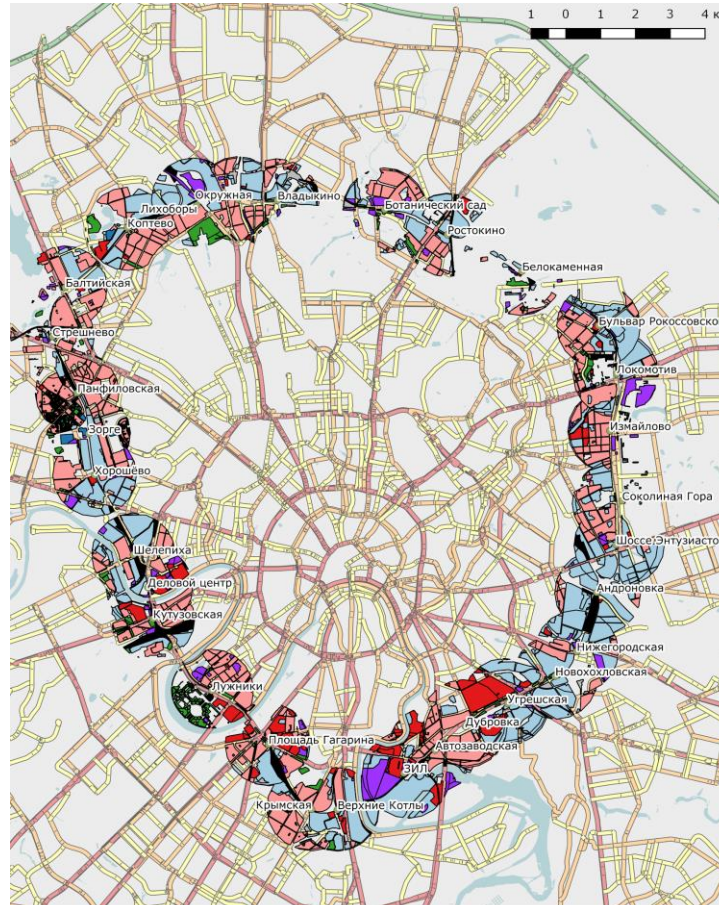 1 0 1 2 3 4 к
Окружная
Владыкино
Лихоборы
Ботанический сад
Коптево
Ростокино
Белокаменная
Балтийская
Бульвар Рокоссовско
Стрешнево
Локомотив
Панфиловская
Измайлово
Зорге
Хорошёво
Соколиная Гора
Шоссе Энтузиасто
Шелепиха
Деловой центр
Андроновка
Кутузовская
Нижегородская
Новохохловская
Лужники
Угрешская
Дубровка
Площадь Гагарина
Автозаводская
ЗИЛ
Крымская
Верхние Котлы